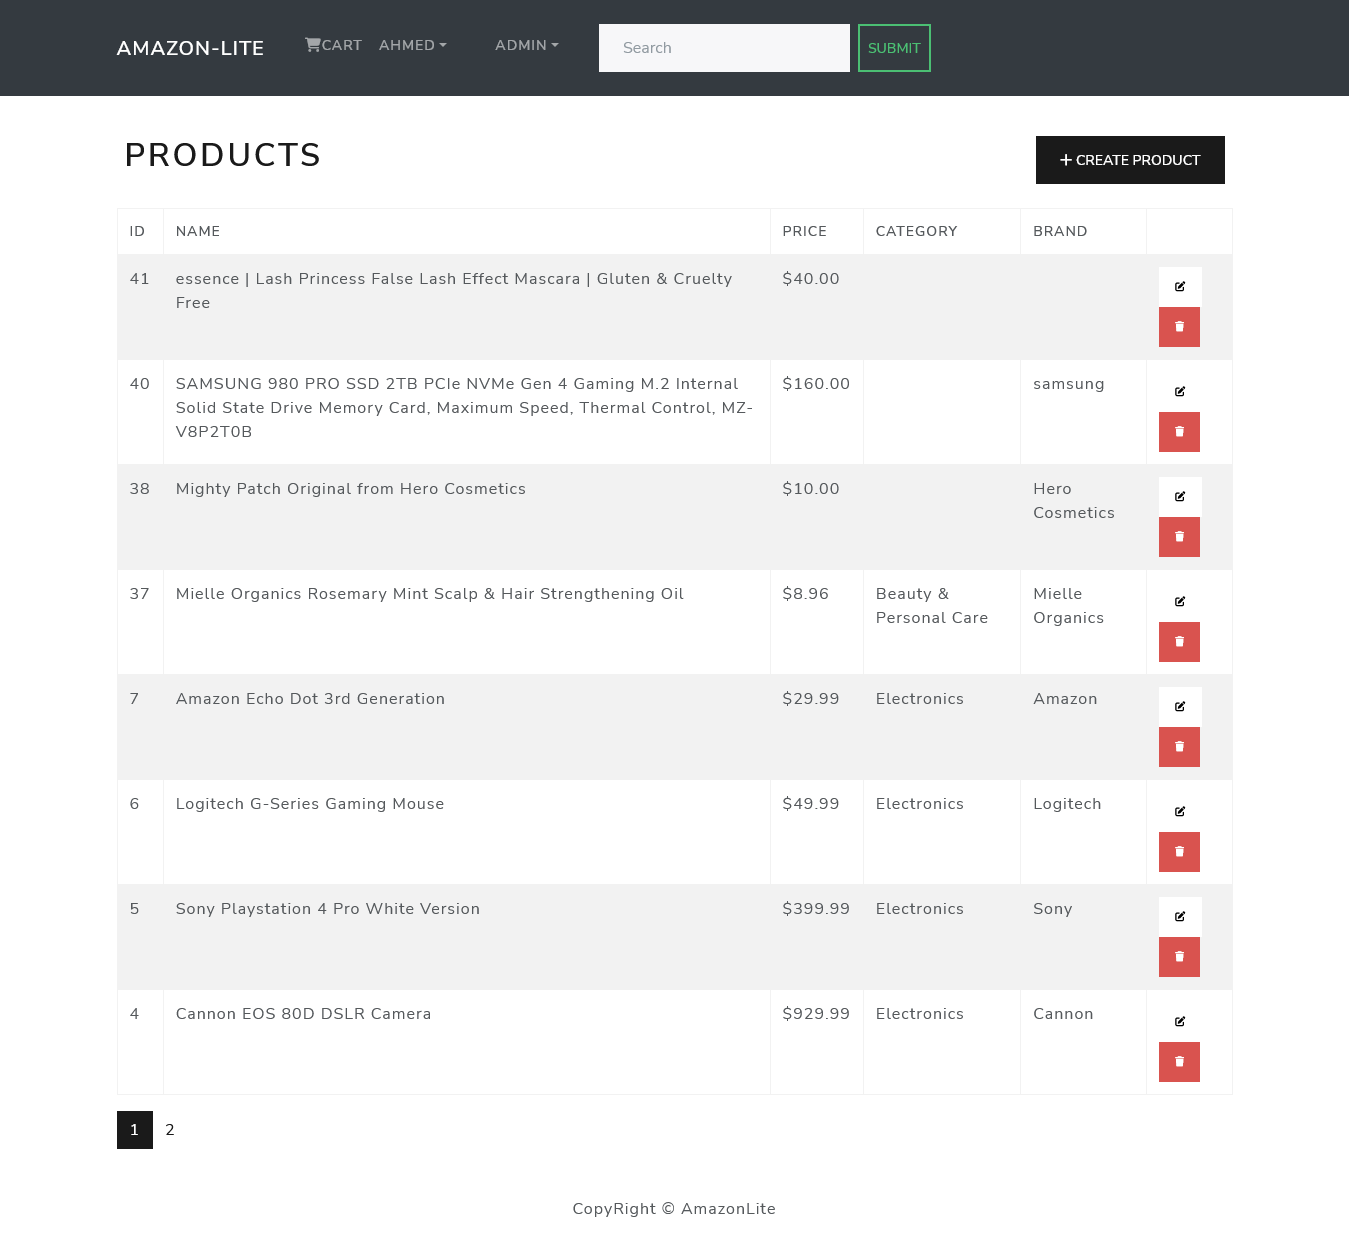 AMAZON-LITE CART AHMED ADMIN Search SUBMIT
PRODUCTS
CREATE PRODUCT
ID NAME PRICE CATEGORY BRAND
41 essence | Lash Princess False Lash Effect Mascara | Gluten & Cruelty $40.00
Free
40 SAMSUNG 980 PRO SSD 2TB PCIe NVMe Gen 4 Gaming M.2 Internal $160.00 samsung
Solid State Drive Memory Card, Maximum Speed, Thermal Control, MZ-
V8P2T0B
38 Mighty Patch Original from Hero Cosmetics $10.00 Hero
Cosmetics
37 Mielle Organics Rosemary Mint Scalp & Hair Strengthening Oil $8.96 Beauty & Mielle
Personal Care Organics
7 Amazon Echo Dot 3rd Generation $29.99 Electronics Amazon
6 Logitech G-Series Gaming Mouse $49.99 Electronics Logitech
5 Sony Playstation 4 Pro White Version $399.99 Electronics Sony
4 Cannon EOS 80D DSLR Camera $929.99 Electronics Cannon
1 2
CopyRight © AmazonLite